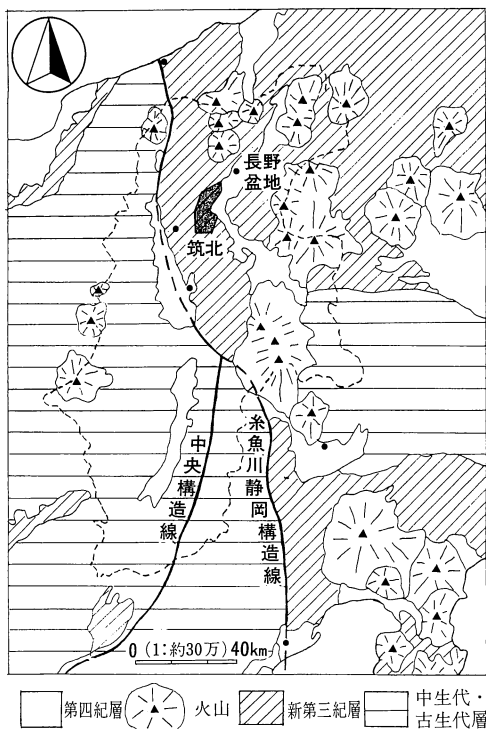 長野
盆地
筑北
中央構造線
糸魚川静岡構造線
0 (1:約30万) 40km
第四紀層
火山
新第三紀層
中生代・
古生代層